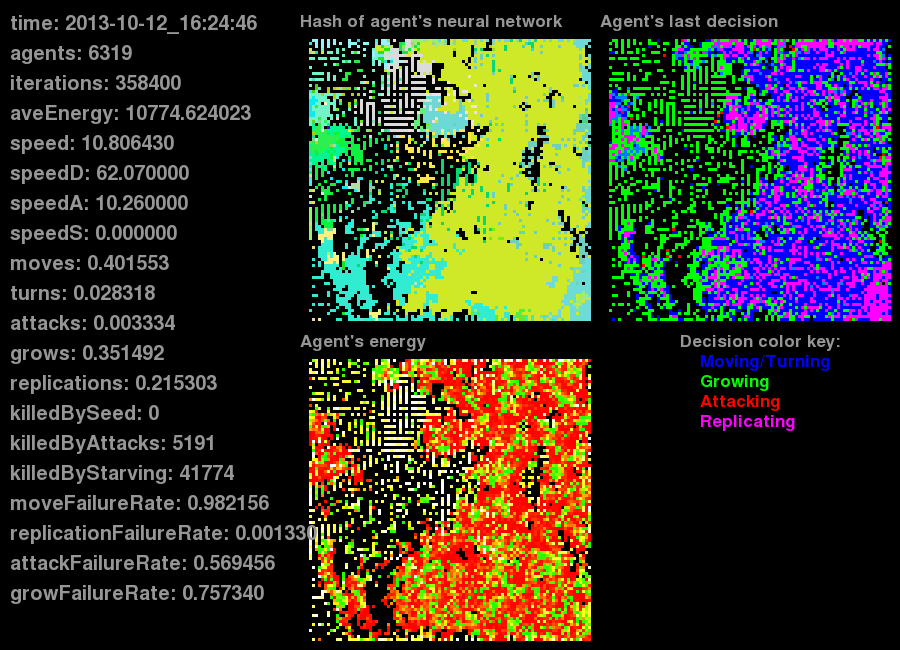 time: 2013-10-12_16:24:46
agents: 6319
iterations: 358400
aveEnergy: 10774.624023
speed: 10.806430
speedD: 62.070000
speedA: 10.260000
speedS: 0.000000
moves: 0.401553
turns: 0.028318
attacks: 0.003334
grows: 0.351492
replications: 0.215303
killedBySeed: 0
killedByAttacks: 5191
killedByStarving: 41774
moveFailureRate: 0.982156
replicationFailureRate: 0.001330
attackFailureRate: 0.569456
growFailureRate: 0.757340
Hash of agent's neural network
Agent's last decision
Agent's energy
Decision color key:
Moving/Turning
Growing
Attacking
Replicating